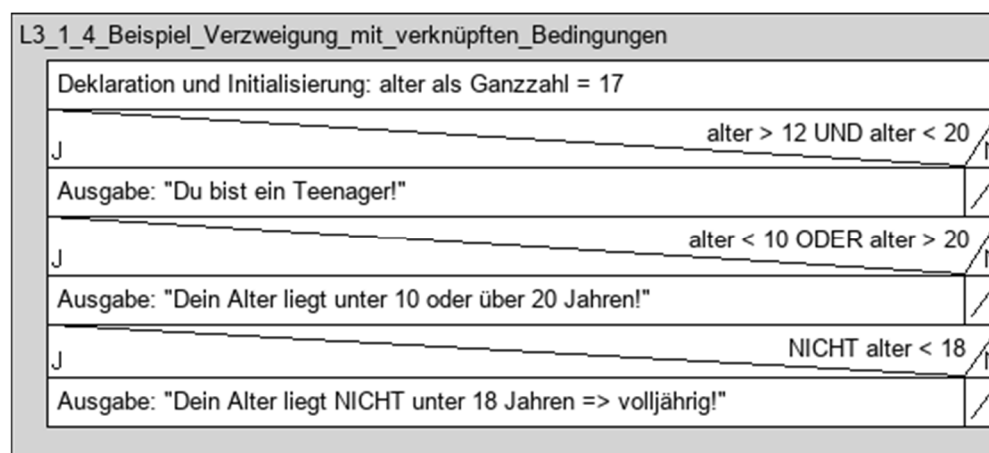 L3_1_4_Beispiel_Verzweigung_mit_verknüpften_Bedingungen
Deklaration und Initialisierung: alter als Ganzzahl = 17
alter > 12 UND alter < 20
J
Ausgabe: "Du bist ein Teenager!"
alter < 10 ODER alter > 20
J
Ausgabe: "Dein Alter liegt unter 10 oder über 20 Jahren!"
NICHT alter < 18
J
Ausgabe: "Dein Alter liegt NICHT unter 18 Jahren => volljährig!"